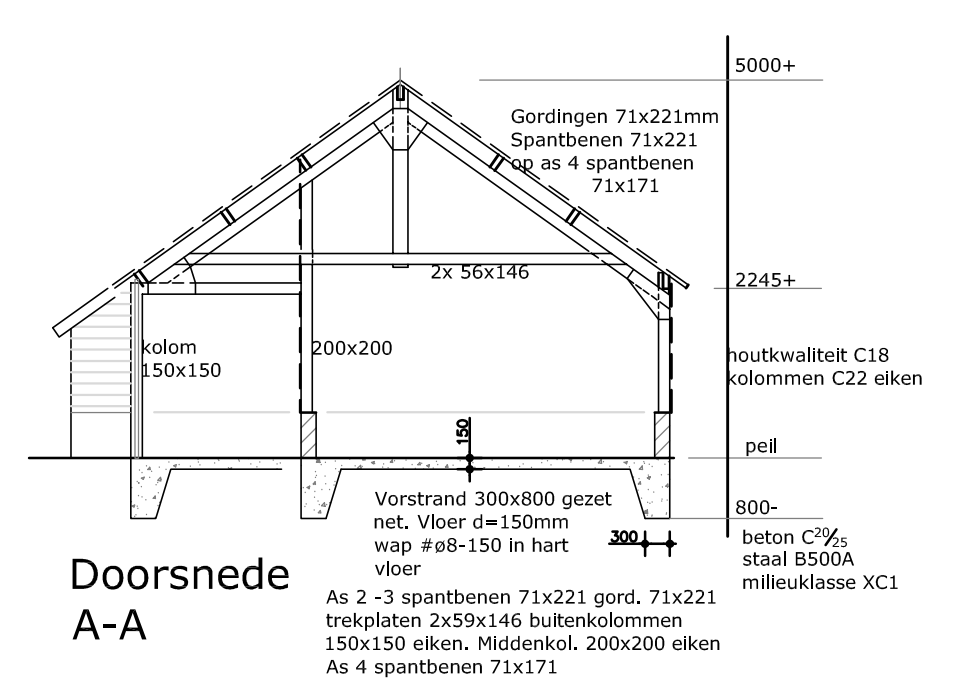 5000+
Gordingen 71x221mm
Spantbenen 71x221
op as 4 spantbenen
71x171
2x 56x146
2245+
kolom
150x150
200x200
houtkwaliteit C18
kolommen C22 eiken
150
peil
Vorstrand 300x800 gezet
net. Vloer d=150mm
wap #ø8-150 in hart
vloer
800-
300
beton C20/25
staal B500A
milieuklasse XC1
Doorsnede
A-A
As 2 -3 spantbenen 71x221 gord. 71x221
trekplaten 2x59x146 buitenkolommen
150x150 eiken. Middenkol. 200x200 eiken
As 4 spantbenen 71x171